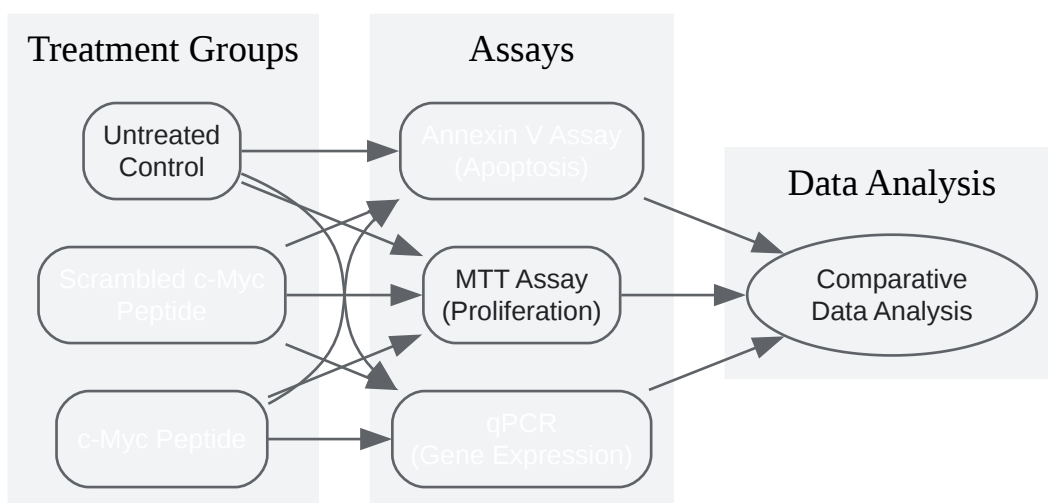 Treatment Groups
Untreated
Control
Scrambled c-Myc
Peptide
c-Myc Peptide
Assays
Annexin V Assay
(Apoptosis)
MTT Assay
(Proliferation)
qPCR
(Gene Expression)
Data Analysis
Comparative
Data Analysis